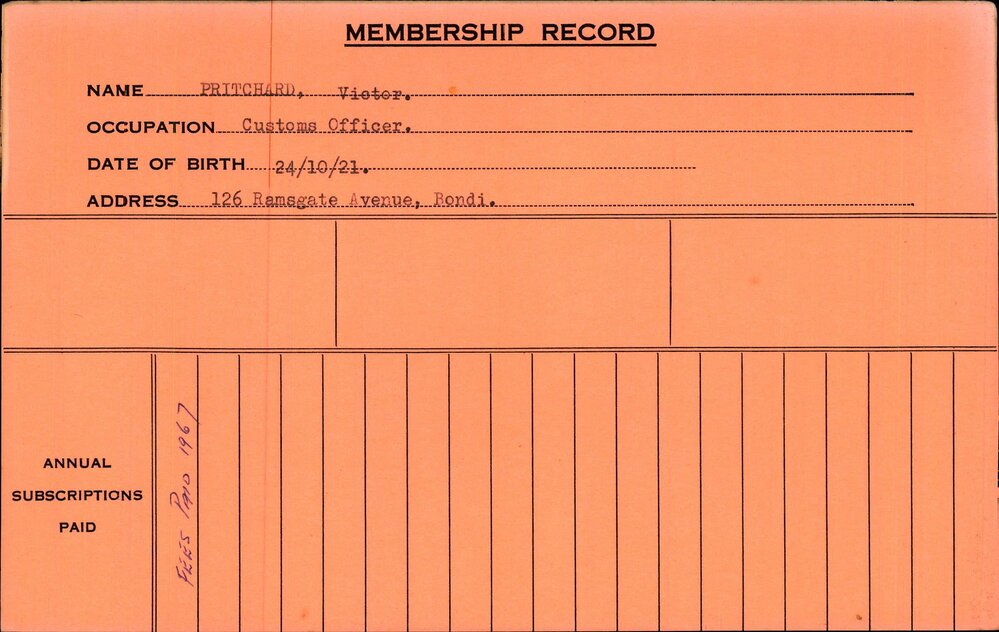 MEMBERSHIP RECORD
NAME PRITCHARD, Victor.
OCCUPATION Customs Officer.
DATE OF BIRTH 24/10/21.
ADDRESS 126 Ramsgate Avenue, Bondi.
ANNUAL
SUBSCRIPTIONS
PAID
FEES PAID 1967